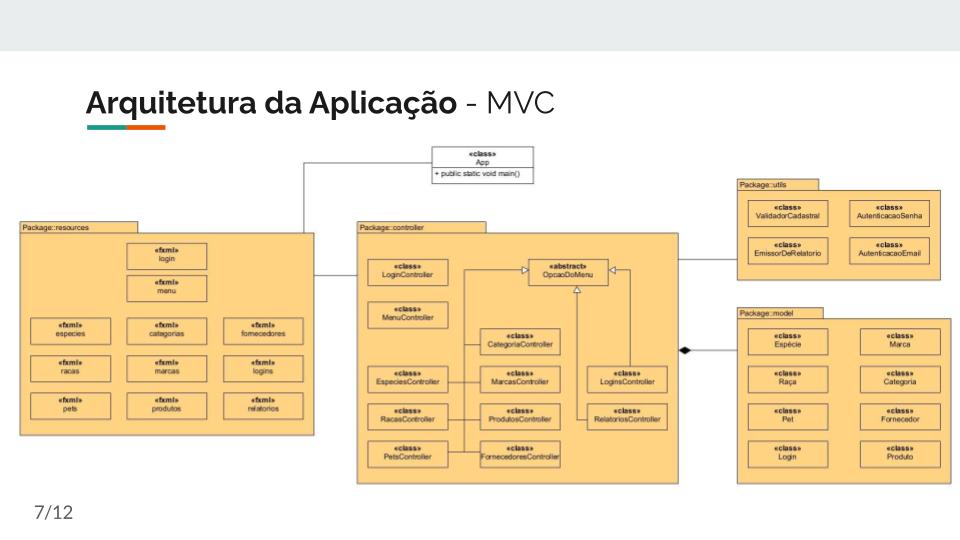 Arquitetura da Aplicação - MVC
«class»
App
+ public static void main()
Package::resources
«fxml»
login
«fxml»
menu
«fxml»
especies
«fxml»
categorias
«fxml»
fornecedores
«fxml»
racas
«fxml»
marcas
«fxml»
logins
«fxml»
pets
«fxml»
produtos
«fxml»
relatorios
Package::controller
«class»
LoginController
«abstract»
OpcaoDoMenu
«class»
MenuController
«class»
CategoriaController
«class»
EspeciesController
«class»
MarcasController
«class»
LoginsController
«class»
RacasController
«class»
ProdutosController
«class»
RelatoriosController
«class»
PetsController
«class»
FornecedoresController
Package::utils
«class»
ValidadorCadastral
«class»
AutenticacaoSenha
«class»
EmissorDeRelatorio
«class»
AutenticacaoEmail
Package::model
«class»
Espécie
«class»
Marca
«class»
Raça
«class»
Categoria
«class»
Pet
«class»
Fornecedor
«class»
Login
«class»
Produto
7/12